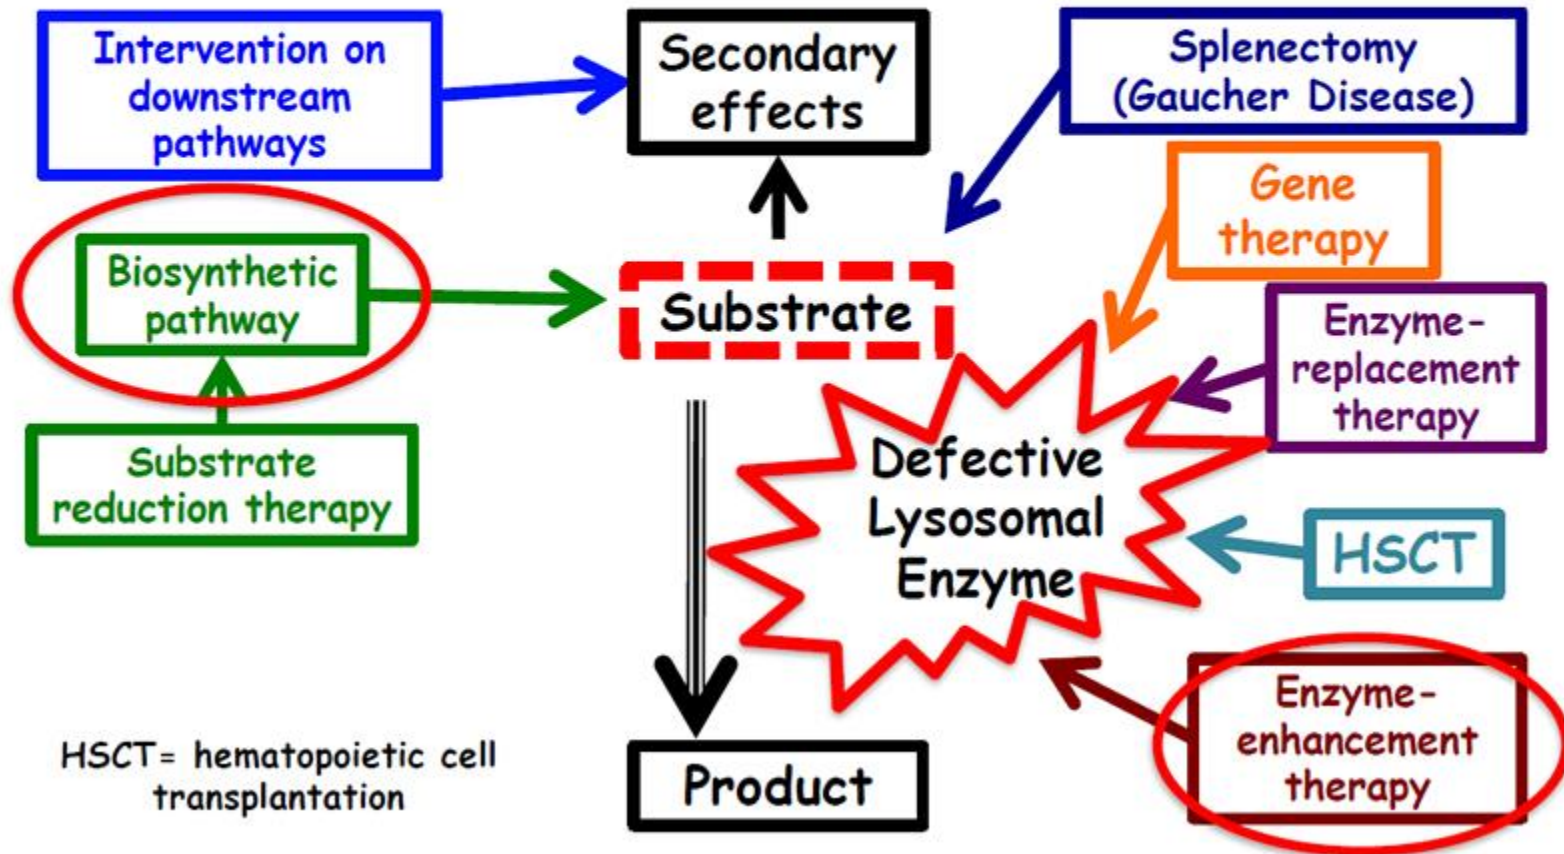 Intervention on
downstream
pathways
Secondary
effects
Splenectomy
(Gaucher Disease)
Gene
therapy
Biosynthetic
pathway
Substrate
Enzyme-
replacement
therapy
Substrate
reduction therapy
Defective
Lysosomal
Enzyme
HSCT
Enzyme-
enhancement
therapy
HSCT= hematopoietic cell
transplantation
Product